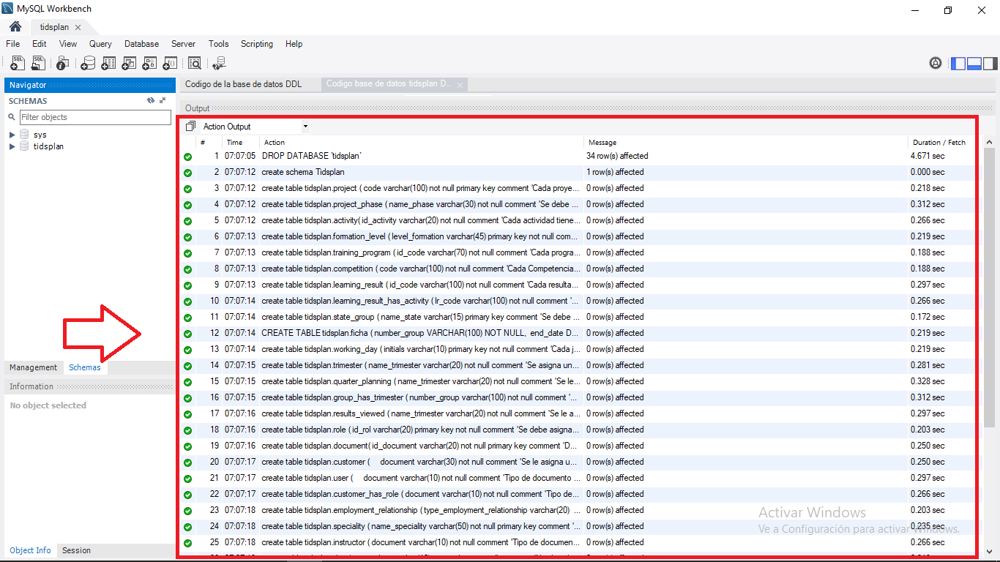 MySQL Workbench
tidsplan
File Edit View Query Database Server Tools Scripting Help
Navigator
SCHEMAS
Filter objects
sys
tidsplan
Management Schemas
Information
No object selected
Object Info Session
Codigo de la base de datos DDL Codigo base de datos tidsplan D...
Output
Action Output
# Time Action Message Duration / Fetch
1 07:07:05 DROP DATABASE `tidsplan` 34 row(s) affected 4.671 sec
2 07:07:12 create schema Tidsplan 1 row(s) affected 0.000 sec
3 07:07:12 create table tidsplan.project ( code varchar(100) not null primary key comment 'Cada proye... 0 row(s) affected 0.218 sec
4 07:07:12 create table tidsplan.project_phase ( name_phase varchar(30) not null comment 'Se debe ... 0 row(s) affected 0.312 sec
5 07:07:12 create table tidsplan.activity( id_activity varchar(20) not null comment 'Cada actividad tiene... 0 row(s) affected 0.266 sec
6 07:07:13 create table tidsplan.formation_level ( level_formation varchar(45) primary key not null com... 0 row(s) affected 0.219 sec
7 07:07:13 create table tidsplan.training_program ( id_code varchar(70) not null comment 'Cada progra... 0 row(s) affected 0.188 sec
8 07:07:13 create table tidsplan.competition ( code varchar(100) not null comment 'Cada Competencia... 0 row(s) affected 0.188 sec
9 07:07:13 create table tidsplan.learning_result ( id_code varchar(100) not null comment 'Cada resulta... 0 row(s) affected 0.297 sec
10 07:07:14 create table tidsplan.learning_result_has_activity ( lr_code varchar(100) not null comment '... 0 row(s) affected 0.266 sec
11 07:07:14 create table tidsplan.state_group ( name_state varchar(15) primary key comment 'Se debe ... 0 row(s) affected 0.172 sec
12 07:07:14 CREATE TABLE tidsplan.ficha ( number_group VARCHAR(100) NOT NULL, end_date D... 0 row(s) affected 0.219 sec
13 07:07:14 create table tidsplan.working_day ( initials varchar(10) primary key not null comment 'Cada j... 0 row(s) affected 0.219 sec
14 07:07:15 create table tidsplan.trimester ( name_trimester varchar(20) not null comment 'Se asigna un... 0 row(s) affected 0.281 sec
15 07:07:15 create table tidsplan.quarter_planning ( name_trimester varchar(20) not null comment 'Se le... 0 row(s) affected 0.328 sec
16 07:07:15 create table tidsplan.group_has_trimester ( number_group varchar(100) not null comment '... 0 row(s) affected 0.312 sec
17 07:07:16 create table tidsplan.results_viewed ( name_trimester varchar(20) not null comment 'Se le a... 0 row(s) affected 0.297 sec
18 07:07:16 create table tidsplan.role ( id_rol varchar(20) primary key not null comment 'Se debe asigna... 0 row(s) affected 0.203 sec
19 07:07:16 create table tidsplan.document( id_document varchar(20) not null primary key comment 'D... 0 row(s) affected 0.250 sec
20 07:07:17 create table tidsplan.customer ( document varchar(30) not null comment 'Se le asigna u... 0 row(s) affected 0.250 sec
21 07:07:17 create table tidsplan.user ( document varchar(10) not null comment 'Tipo de documento ... 0 row(s) affected 0.297 sec
22 07:07:17 create table tidsplan.customer_has_role ( document varchar(10) not null comment 'Tipo de... 0 row(s) affected 0.266 sec
23 07:07:18 create table tidsplan.employment_relationship ( type_employment_relationship varchar(20) ... 0 row(s) affected 0.203 sec
24 07:07:18 create table tidsplan.speciality ( name_speciality varchar(50) not null primary key comment '... 0 row(s) affected 0.235 sec
25 07:07:18 create table tidsplan.instructor ( document varchar(10) not null comment 'Tipo de documen... 0 row(s) affected 0.266 sec
Activar Windows
Ve a Configuración para activar Windows.